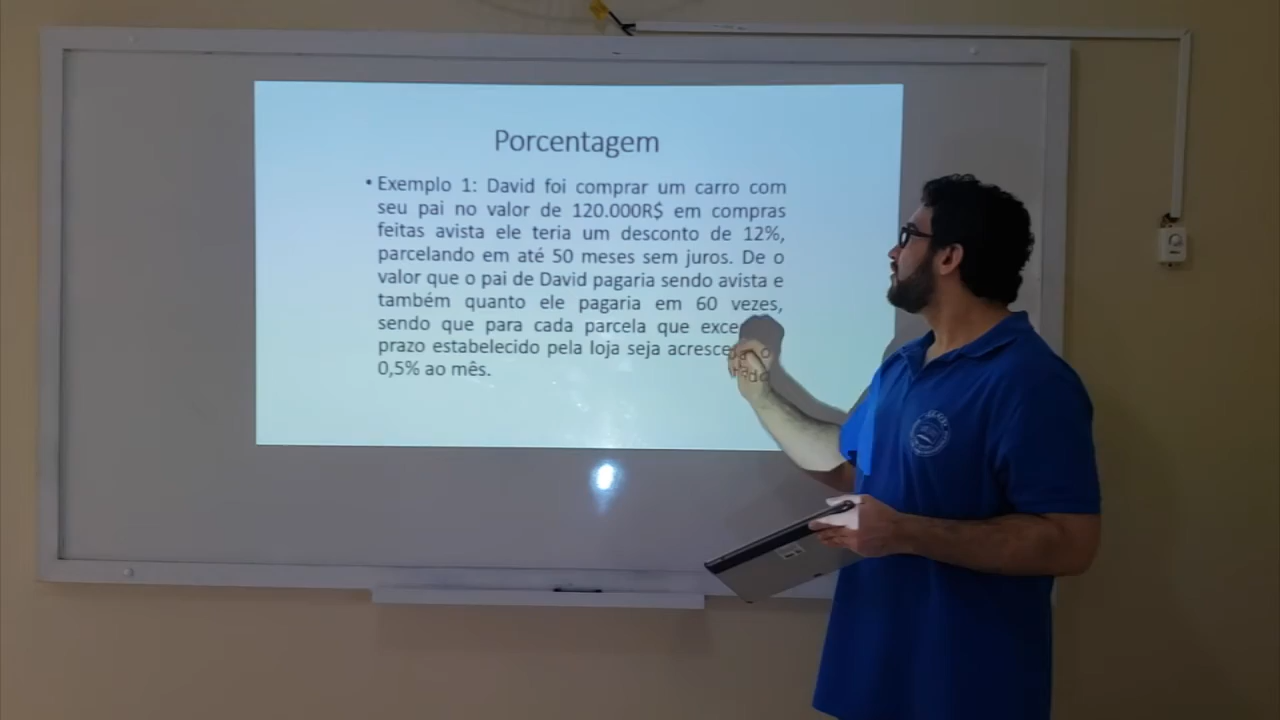 Porcentagem
• Exemplo 1: David foi comprar um carro com
seu pai no valor de 120.000R$ em compras
feitas avista ele teria um desconto de 12%,
parcelando em até 50 meses sem juros. De o
valor que o pai de David pagaria sendo avista e
também quanto ele pagaria em 60 vezes,
sendo que para cada parcela que exce
prazo estabelecido pela loja seja acresce
0,5% ao mês.